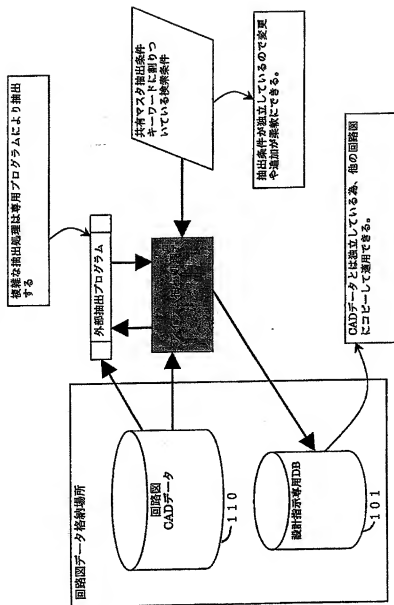 複雑な抽出処理は専用プログラムにより抽出
する
外部抽出プログラム
共有マスタ抽出条件
キーワードに割りつ
いている検索条件
抽出条件が独立しているので変更
や追加が柔軟にできる。
回路図データ格納場所
回路図
CADデータ
110
設計指示専用DB
101
CADデータとは独立している為、他の回路図
にコピーして運用できる。